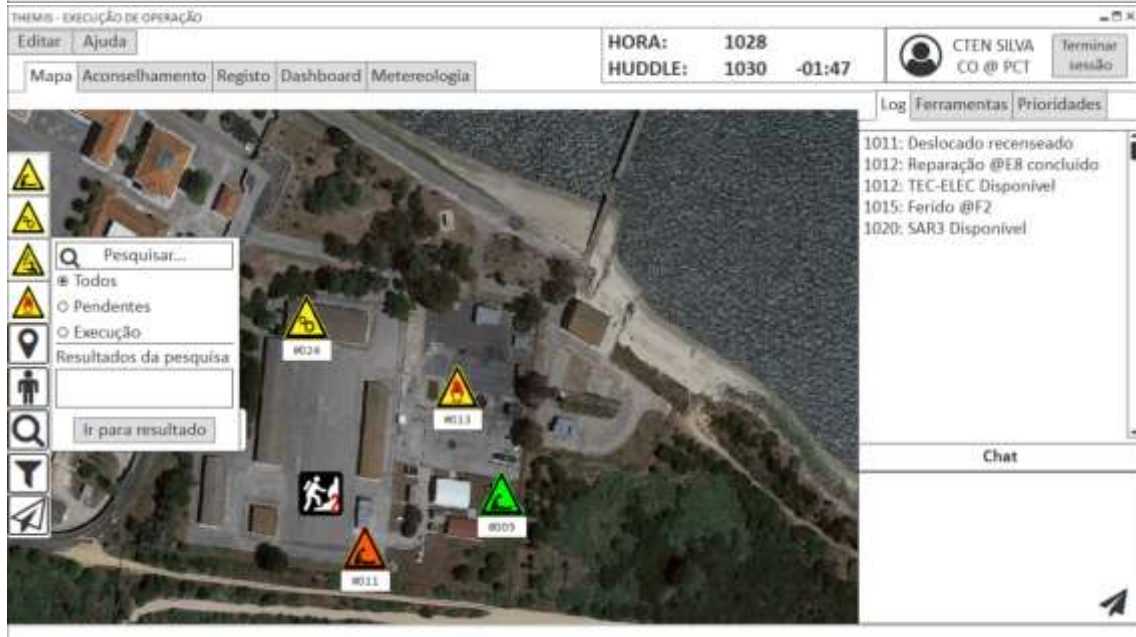 THEMIS - EXECUÇÃO DE OPERAÇÃO
Editar Ajuda
HORA: 1028
HUDDLE: 1030 -01:47
CTEN SILVA
CO @ PCT
Terminar
sessão
Mapa Aconselhamento Registo Dashboard Metereologia
Log Ferramentas Prioridades
1011: Deslocado recenseado
1012: Reparação @E8 concluido
1012: TEC-ELEC Disponivel
1015: Ferido @F2
1020: SAR3 Disponivel
Pesquisar...
Todos
Pendentes
Execução
Resultados da pesquisa
Ir para resultado
#024
#013
#005
#011
Chat